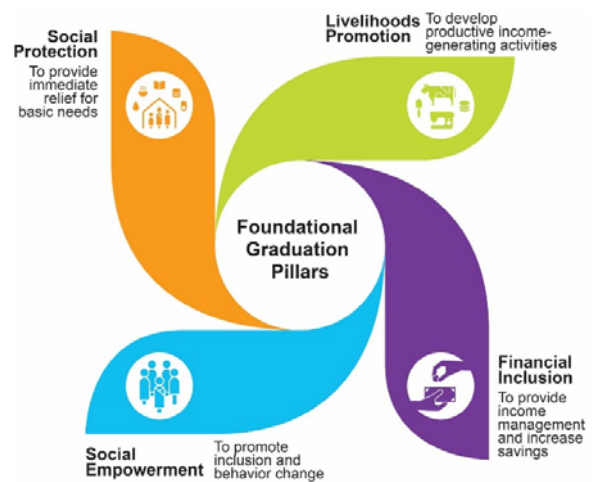 Social
Protection
To provide
immediate
relief for
basic needs
Livelihoods
Promotion
To develop
productive income-
generating activities
Foundational
Graduation
Pillars
Financial
Inclusion
To provide
income
management
and increase
savings
Social
Empowerment
To promote
inclusion and
behavior change